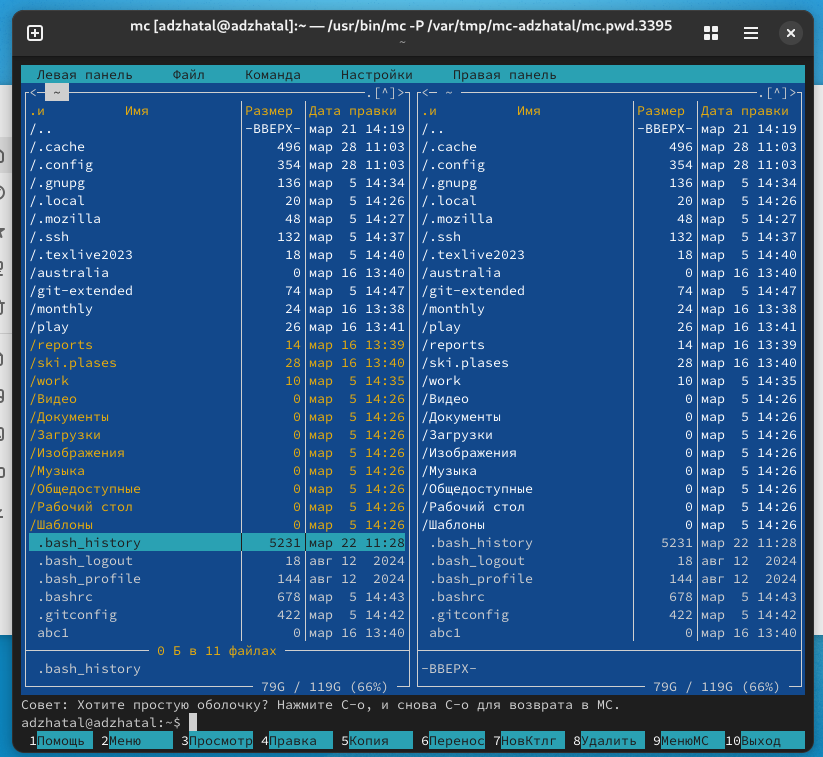 mc [adzhatal@adzhatal]:~ — /usr/bin/mc -P /var/tmp/mc-adzhatal/mc.pwd.3395
~
Левая панель Файл Команда Настройки Правая панель
<— ~ .[^]> <— ~ .[^]>
.и Имя Размер Дата правки .и Имя Размер Дата правки
/.. -ВВЕРХ- мар 21 14:19 /.. -ВВЕРХ- мар 21 14:19
/.cache 496 мар 28 11:03 /.cache 496 мар 28 11:03
/.config 354 мар 28 11:03 /.config 354 мар 28 11:03
/.gnupg 136 мар 5 14:34 /.gnupg 136 мар 5 14:34
/.local 20 мар 5 14:26 /.local 20 мар 5 14:26
/.mozilla 48 мар 5 14:27 /.mozilla 48 мар 5 14:27
/.ssh 132 мар 5 14:37 /.ssh 132 мар 5 14:37
/.texlive2023 18 мар 5 14:40 /.texlive2023 18 мар 5 14:40
/australia 0 мар 16 13:40 /australia 0 мар 16 13:40
/git-extended 74 мар 5 14:47 /git-extended 74 мар 5 14:47
/monthly 24 мар 16 13:38 /monthly 24 мар 16 13:38
/play 26 мар 16 13:41 /play 26 мар 16 13:41
/reports 14 мар 16 13:39 /reports 14 мар 16 13:39
/ski.plases 28 мар 16 13:40 /ski.plases 28 мар 16 13:40
/work 10 мар 5 14:35 /work 10 мар 5 14:35
/Видео 0 мар 5 14:26 /Видео 0 мар 5 14:26
/Документы 0 мар 5 14:26 /Документы 0 мар 5 14:26
/Загрузки 0 мар 5 14:26 /Загрузки 0 мар 5 14:26
/Изображения 0 мар 5 14:26 /Изображения 0 мар 5 14:26
/Музыка 0 мар 5 14:26 /Музыка 0 мар 5 14:26
/Общедоступные 0 мар 5 14:26 /Общедоступные 0 мар 5 14:26
/Рабочий стол 0 мар 5 14:26 /Рабочий стол 0 мар 5 14:26
/Шаблоны 0 мар 5 14:26 /Шаблоны 0 мар 5 14:26
.bash_history 5231 мар 22 11:28 .bash_history 5231 мар 22 11:28
.bash_logout 18 авг 12 2024 .bash_logout 18 авг 12 2024
.bash_profile 144 авг 12 2024 .bash_profile 144 авг 12 2024
.bashrc 678 мар 5 14:43 .bashrc 678 мар 5 14:43
.gitconfig 422 мар 5 14:42 .gitconfig 422 мар 5 14:42
abc1 0 мар 16 13:40 abc1 0 мар 16 13:40
0 Б в 11 файлах
.bash_history -ВВЕРХ-
79G / 119G (66%) 79G / 119G (66%)
Совет: Хотите простую оболочку? Нажмите C-o, и снова C-o для возврата в MC.
adzhatal@adzhatal:~$
1Помощь 2Меню 3Просмотр 4Правка 5Копия 6Перенос 7НовКтлг 8Удалить 9МенюMC 10Выход